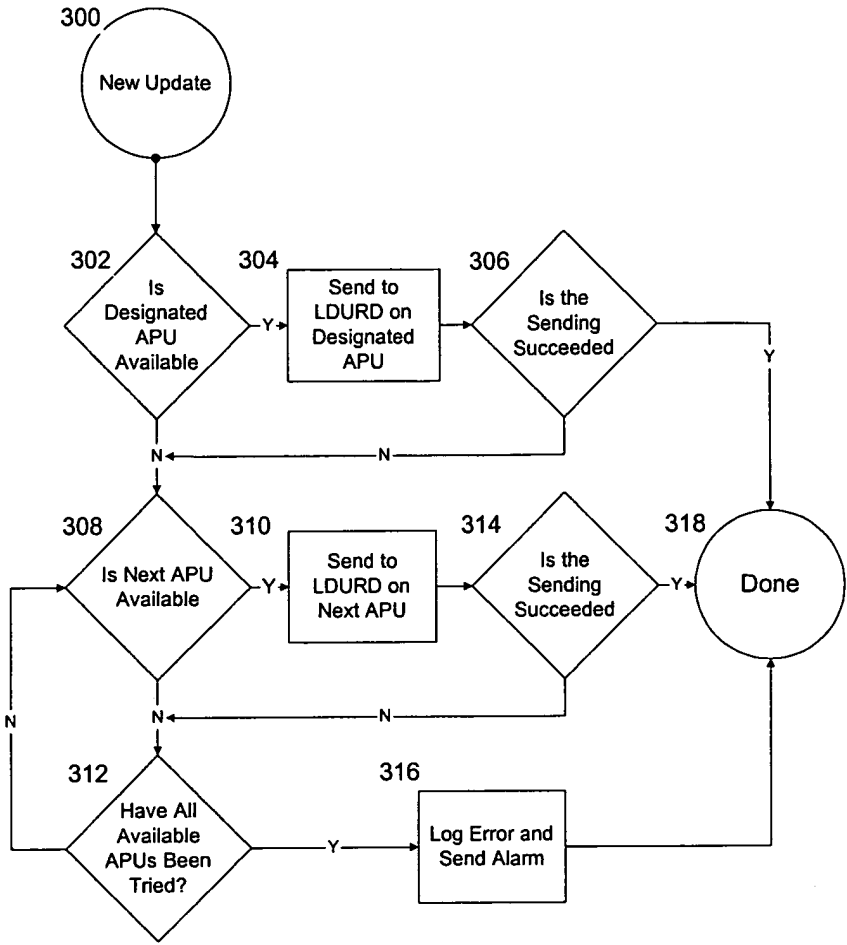 300
New Update
302
Is
Designated
APU
Available
Y
304
Send to
LDURD on
Designated
APU
306
Is the
Sending
Succeeded
Y
N
N
308
Is Next APU
Available
Y
310
Send to
LDURD on
Next APU
314
Is the
Sending
Succeeded
Y
318
Done
N
N
N
312
Have All
Available
APUs Been
Tried?
Y
316
Log Error and
Send Alarm